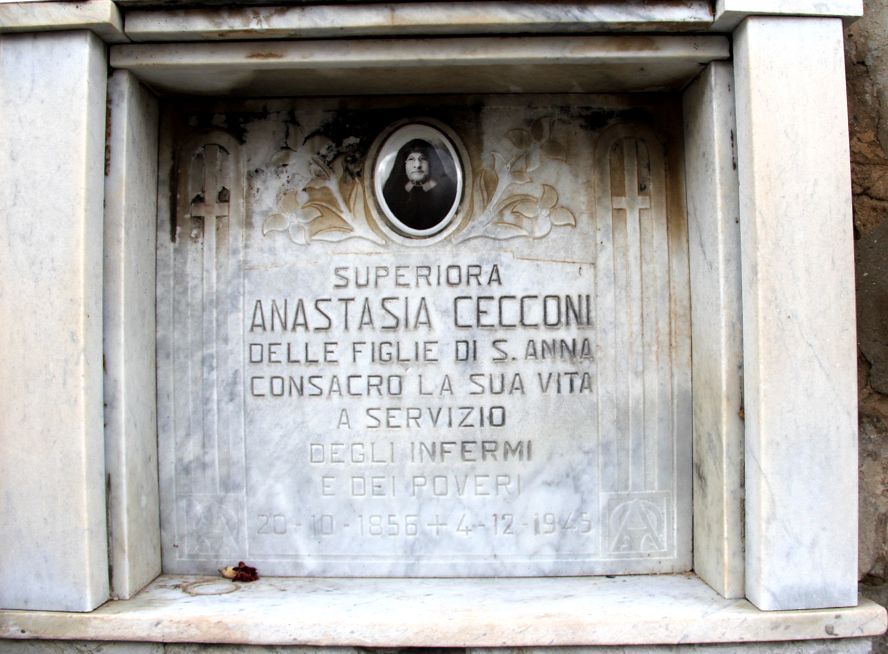 SUPERIORA
ANASTASIA CECCONI
DELLE FIGLIE DI S. ANNA
CONSACRÒ LA SUA VITA
A SERVIZIO
DEGLI INFERMI
E DEI POVERI
20-10-1856+4-12-1945